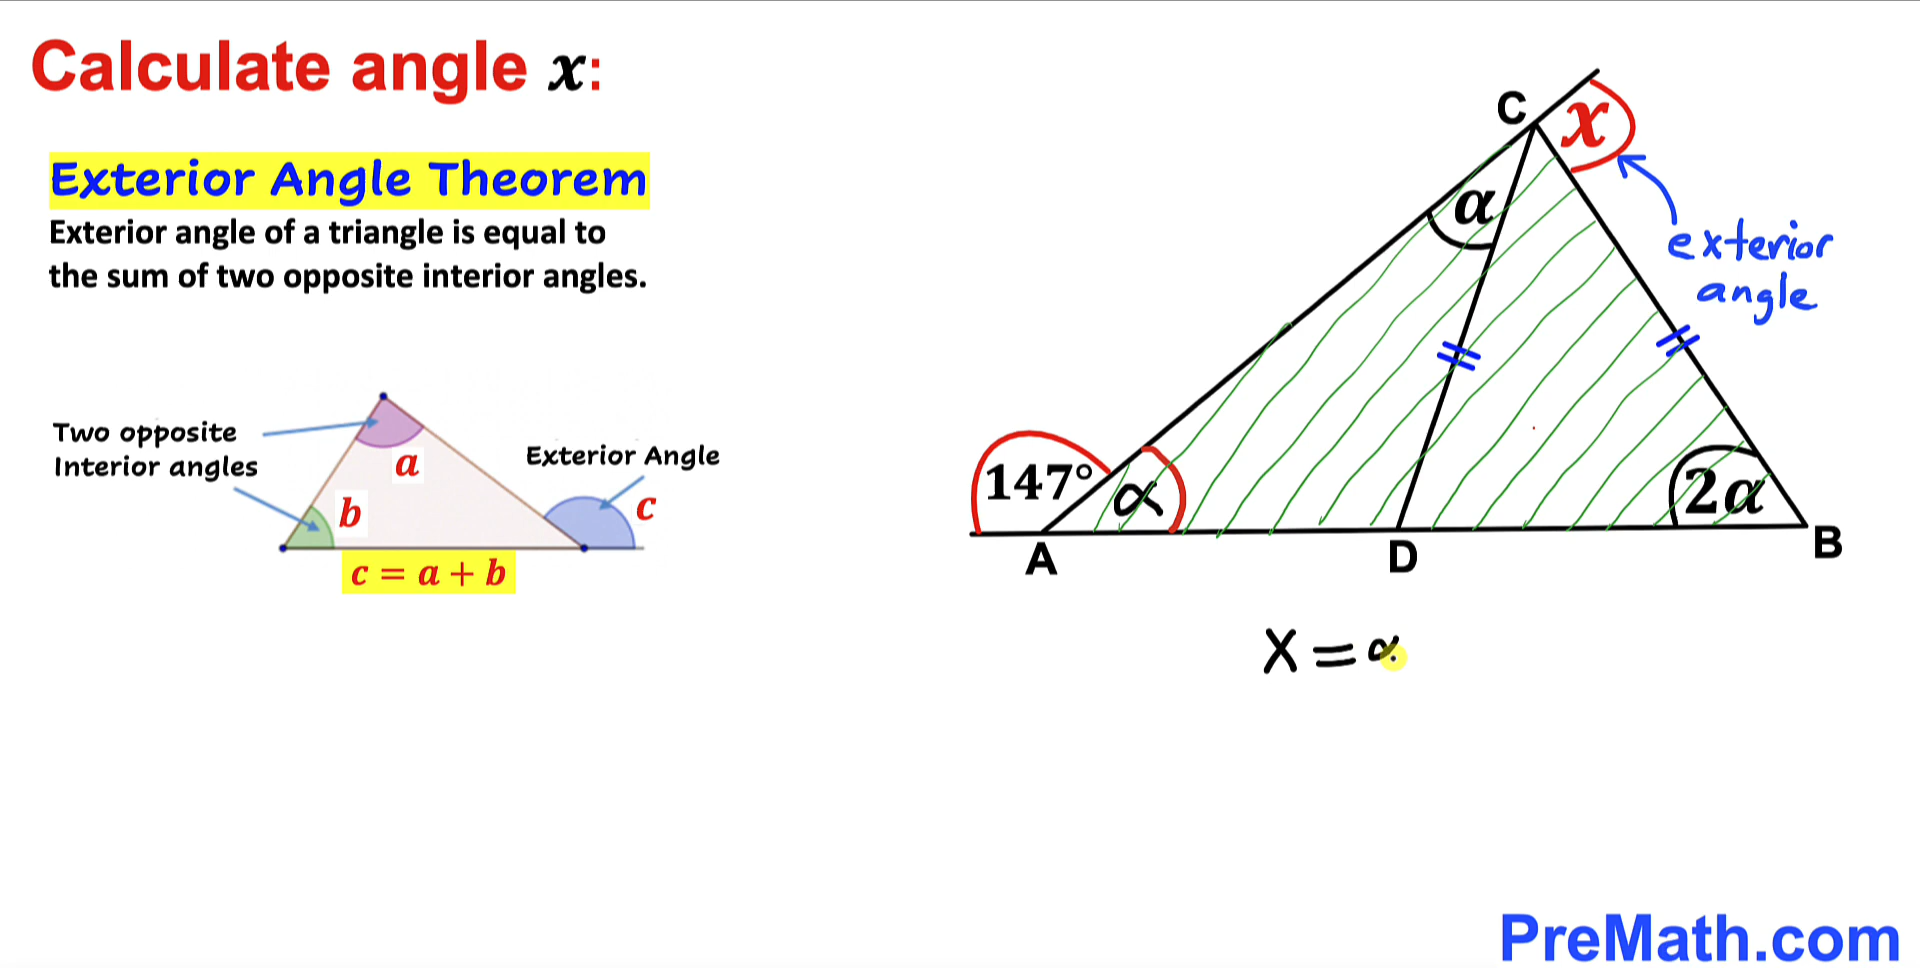 Calculate angle x:
Exterior Angle Theorem
Exterior angle of a triangle is equal to
the sum of two opposite interior angles.
Two opposite
Interior angles
a
b
Exterior Angle
c
c = a + b
C
x
α
exterior
angle
147°
α
2α
A
D
B
X = α
PreMath.com